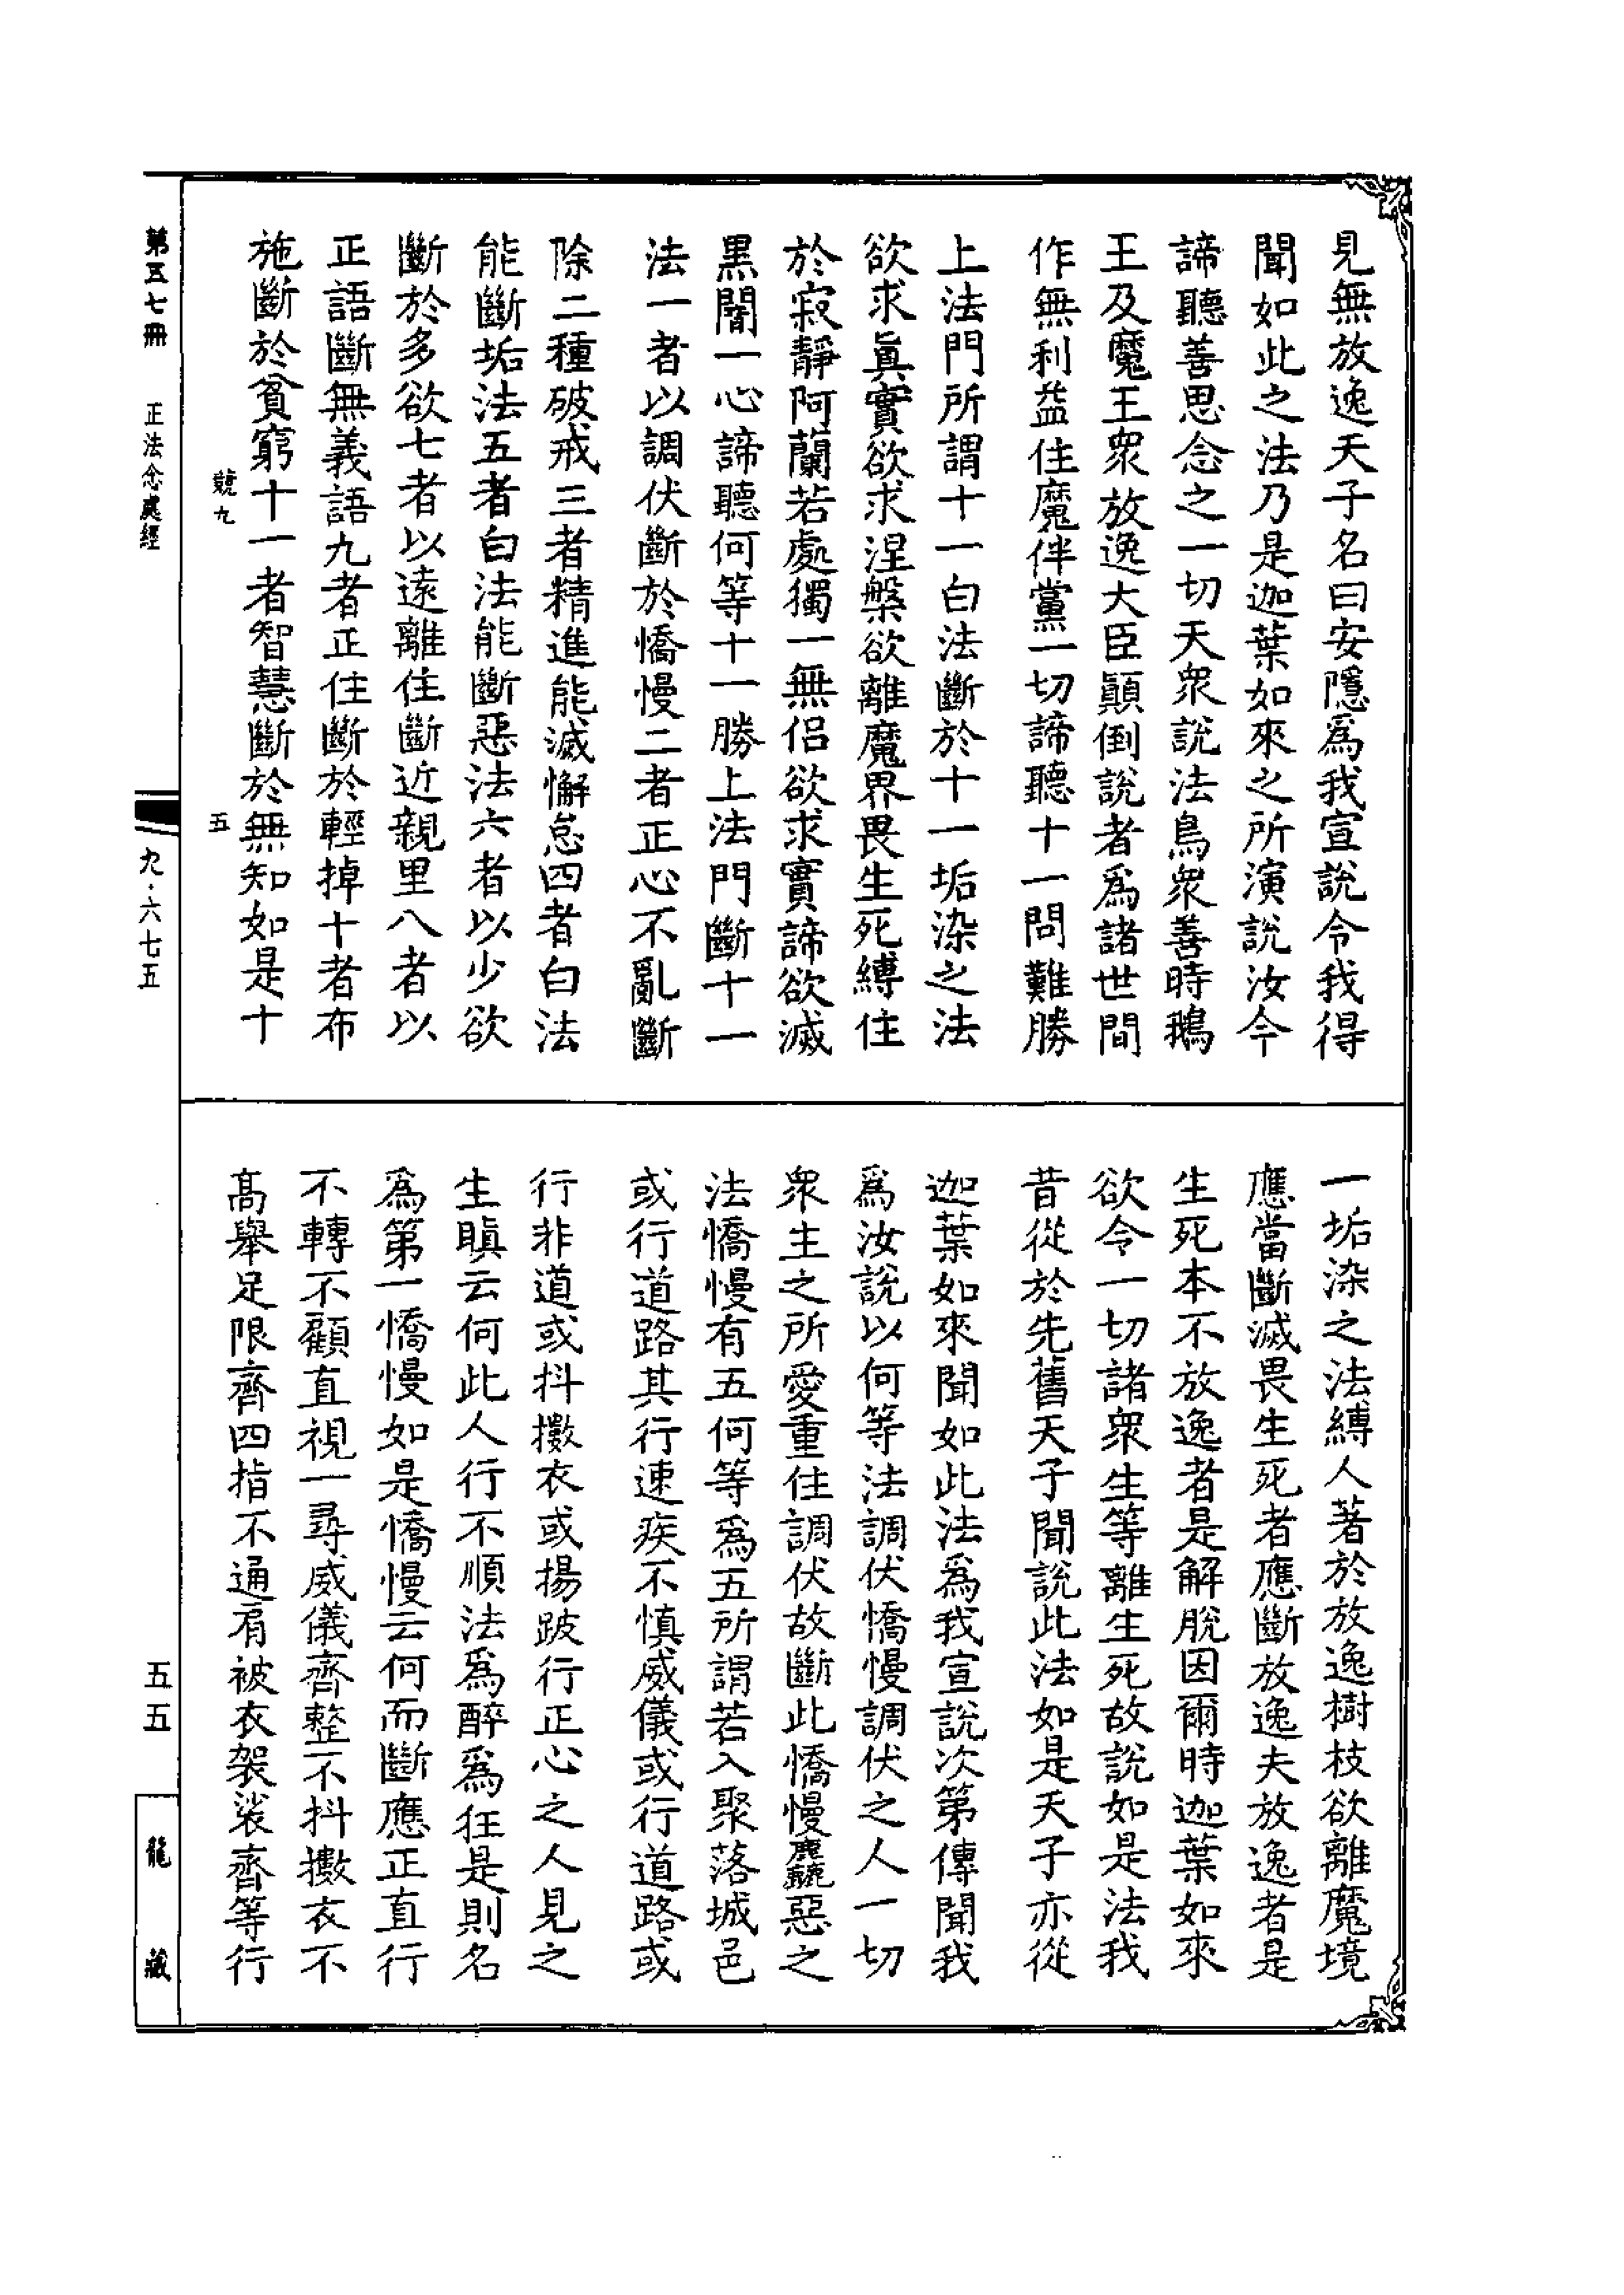 見無放逸天子名曰安隱爲我宣說令我得
聞如此之法乃是迦葉如來之所演說汝今
諦聽善思念之一切天衆說法鳥衆善時鵝
王及魔王衆放逸大臣顚倒說者爲諸世間
作無利益住魔伴黨一切諦聽十一問難勝
上法門所謂十一白法斷於十一垢染之法
欲求眞實欲求涅槃欲離魔界畏生死縛住
於寂靜阿蘭若處獨一無侣欲求實諦欲滅
黑闇一心諦聽何等十一勝上法門斷十一
法一者以調伏斷於憍慢二者正心不亂斷
除二種破戒三者精進能滅懈怠四者白法
能斷垢法五者白法能斷惡法六者以少欲
斷於多欲七者以遠離住斷近親里八者以
正語斷無義語九者正住斷於輕掉十者布
施斷於貧窮十一者智慧斷於無知如是十
競九
五
一垢染之法縛人著於放逸樹枝欲離魔境
應當斷滅畏生死者應斷放逸夫放逸者是
生死本不放逸者是解脫因爾時迦葉如來
欲令一切諸衆生等離生死故說如是法我
昔從於先舊天子聞說此法如是天子亦從
迦葉如來聞如此法爲我宣說次第傳聞我
爲汝說以何等法調伏憍慢調伏之人一切
衆生之所愛重住調伏故斷此憍慢麤惡之
法憍慢有五何等爲五所謂若入聚落城邑
或行道路其行速疾不慎威儀或行道路或
行非道或抖擻衣或揚跛行正心之人見之
生瞋云何此人行不順法爲醉爲狂是則名
爲第一憍慢如是憍慢云何而斷應正直行
不轉不顧直視一尋威儀齊整不抖擻衣不
高舉足限齊四指不通肩被衣袈裟齊等行
第五七冊 正法念處經
九·六七五
五五
龍藏